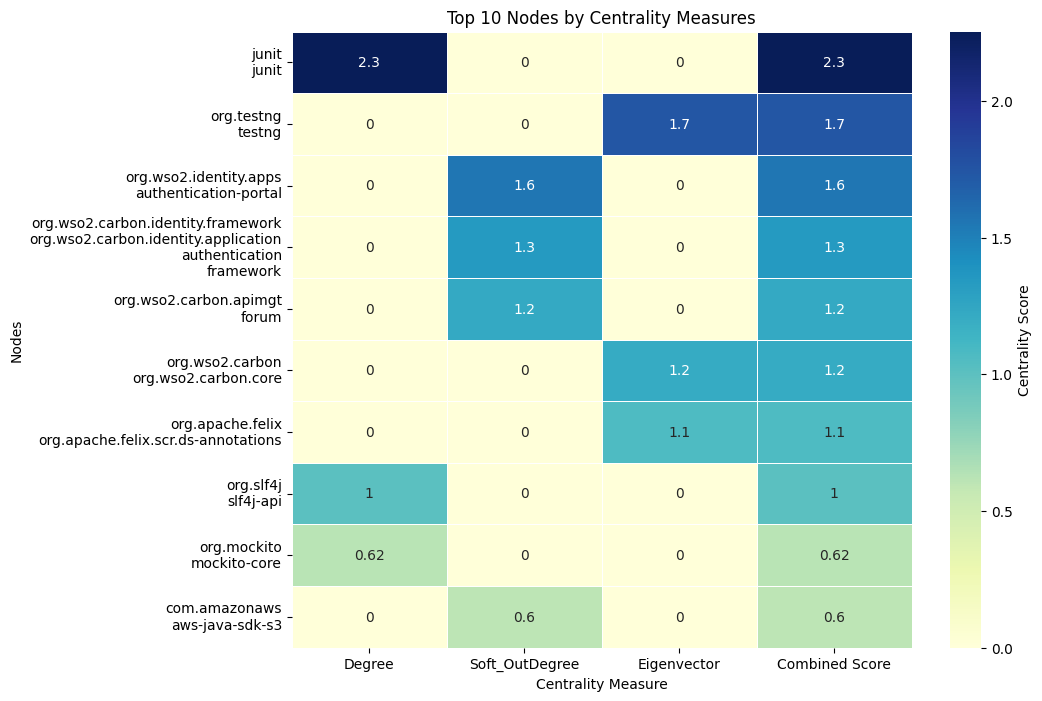 Top 10 Nodes by Centrality Measures
junit
junit
2.3 0 0 2.3
org.testng
testng
0 0 1.7 1.7
org.wso2.identity.apps
authentication-portal
0 1.6 0 1.6
org.wso2.carbon.identity.framework
org.wso2.carbon.identity.application
authentication
framework
0 1.3 0 1.3
org.wso2.carbon.apimgt
forum
0 1.2 0 1.2
org.wso2.carbon
org.wso2.carbon.core
0 0 1.2 1.2
org.apache.felix
org.apache.felix.scr.ds-annotations
0 0 1.1 1.1
org.slf4j
slf4j-api
1 0 0 1
org.mockito
mockito-core
0.62 0 0 0.62
com.amazonaws
aws-java-sdk-s3
0 0.6 0 0.6
Nodes
Degree Soft_OutDegree Eigenvector Combined Score
Centrality Measure
2.0
1.5
1.0
0.5
0.0
Centrality Score